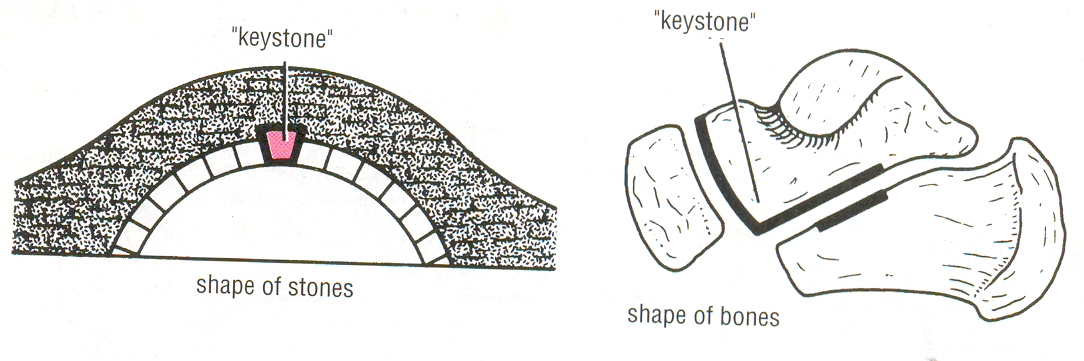 "keystone"
shape of stones
"keystone"
shape of bones